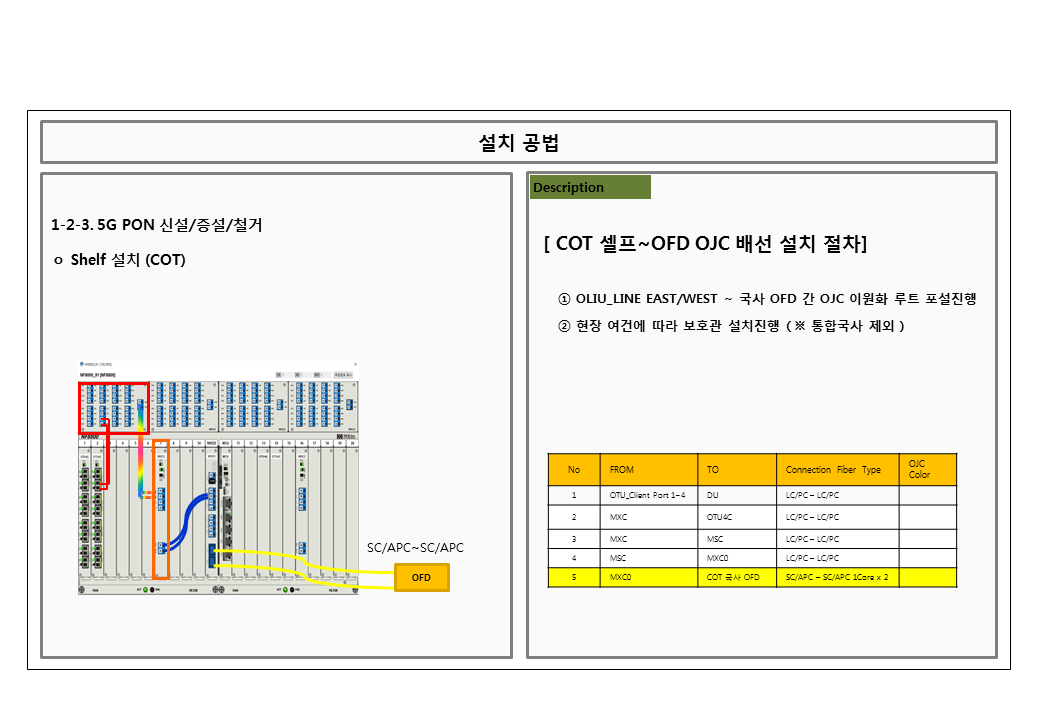 설치 공법
1-2-3. 5G PON 신설/증설/철거
ㅇ Shelf 설치 (COT)
SC/APC~SC/APC
OFD
Description
[ COT 셀프~OFD OJC 배선 설치 절차]
① OLIU_LINE EAST/WEST ~ 국사 OFD 간 OJC 이원화 루트 포설진행
② 현장 여건에 따라 보호관 설치진행 ( ※ 통합국사 제외 )
No FROM TO Connection Fiber Type OJC Color
1 OTU_Client Port 1~4 DU LC/PC – LC/PC
2 MXC OTU4C LC/PC – LC/PC
3 MXC MSC LC/PC – LC/PC
4 MSC MXC0 LC/PC – LC/PC
5 MXC0 COT 국사 OFD SC/APC – SC/APC 1Core x 2